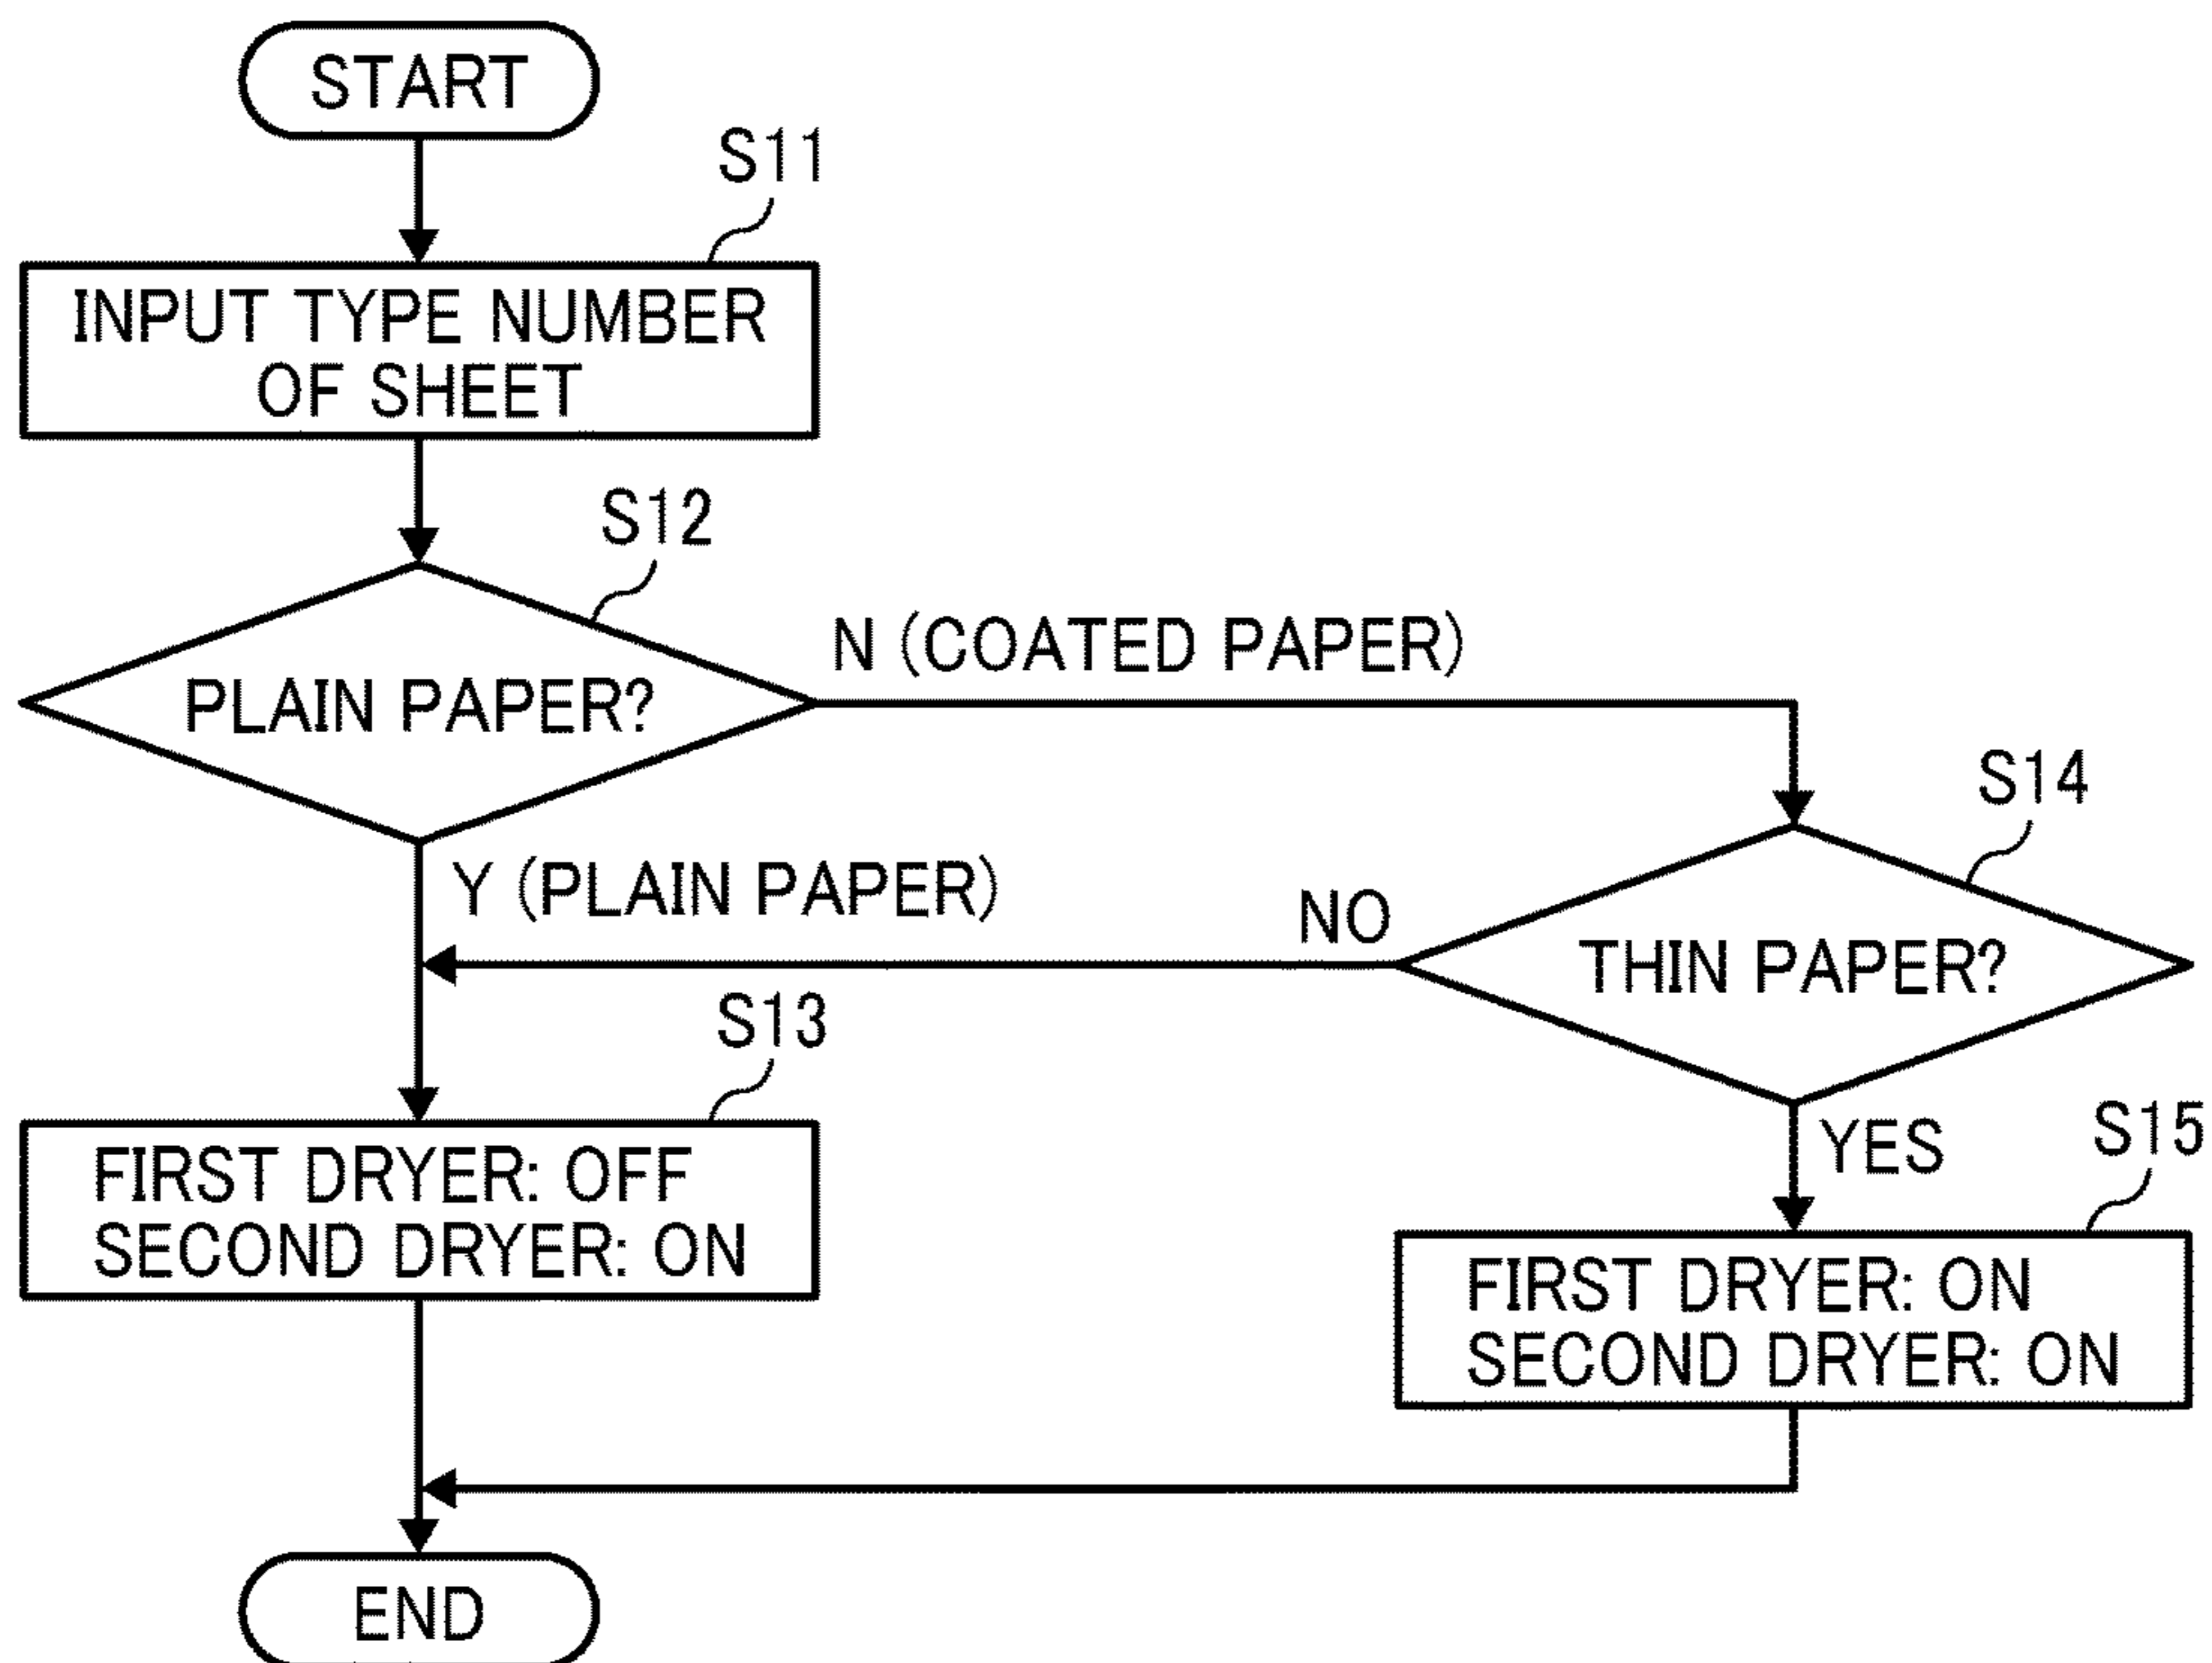 START
S11
INPUT TYPE NUMBER
OF SHEET
S12
PLAIN PAPER?
N (COATED PAPER)
S14
Y (PLAIN PAPER)
NO
THIN PAPER?
S13
YES
S15
FIRST DRYER: OFF
SECOND DRYER: ON
FIRST DRYER: ON
SECOND DRYER: ON
END